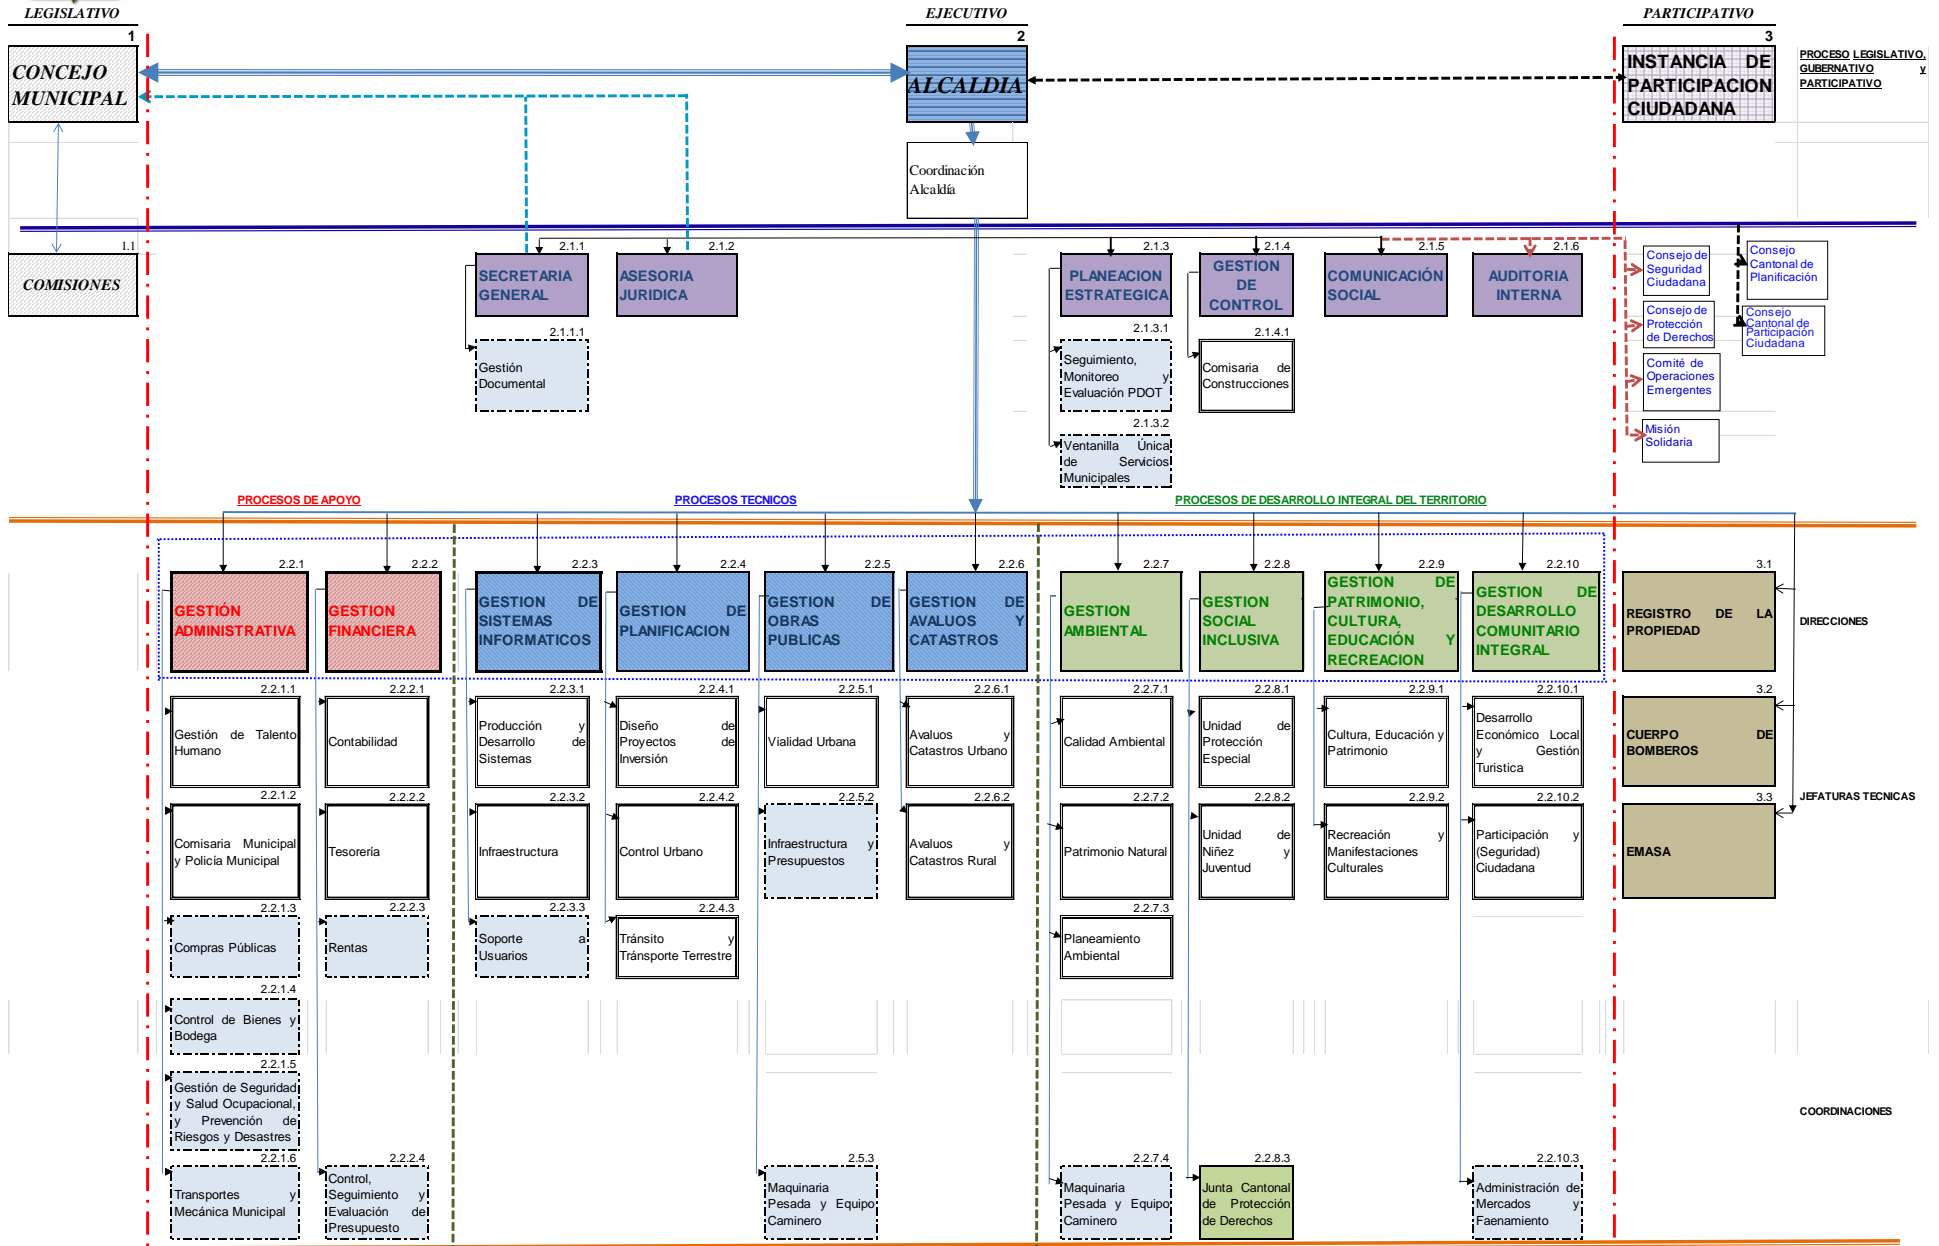 LEGISLATIVO
EJECUTIVO
PARTICIPATIVO
1
2
3
CONCEJO
MUNICIPAL
ALCALDIA
INSTANCIA DE
PARTICIPACION
CIUDADANA
PROCESO LEGISLATIVO,
GUBERNATIVO y
PARTICIPATIVO
Coordinación
Alcaldía
1.1
COMISIONES
2.1.1
SECRETARIA
GENERAL
2.1.2
ASESORIA
JURIDICA
2.1.3
PLANEACION
ESTRATEGICA
2.1.4
GESTION
DE
CONTROL
2.1.5
COMUNICACIÓN
SOCIAL
2.1.6
AUDITORIA
INTERNA
Consejo de
Seguridad
Ciudadana
Consejo
Cantonal de
Planificación
Consejo de
Protección
de Derechos
Consejo
Cantonal de
Participación
Ciudadana
Comité de
Operaciones
Emergentes
Misión
Solidaria
2.1.1.1
Gestión
Documental
2.1.3.1
Seguimiento,
Monitoreo y
Evaluación PDOT
2.1.4.1
Comisaria de
Construcciones
2.1.3.2
Ventanilla Única
de Servicios
Municipales
PROCESOS DE APOYO
PROCESOS TECNICOS
PROCESOS DE DESARROLLO INTEGRAL DEL TERRITORIO
2.2.1
GESTIÓN
ADMINISTRATIVA
2.2.2
GESTION
FINANCIERA
2.2.3
GESTION DE
SISTEMAS
INFORMATICOS
2.2.4
GESTION DE
PLANIFICACION
2.2.5
GESTION DE
OBRAS
PUBLICAS
2.2.6
GESTION DE
AVALUOS Y
CATASTROS
2.2.7
GESTION
AMBIENTAL
2.2.8
GESTION
SOCIAL
INCLUSIVA
2.2.9
GESTION DE
PATRIMONIO,
CULTURA,
EDUCACIÓN Y
RECREACION
2.2.10
GESTION DE
DESARROLLO
COMUNITARIO
INTEGRAL
3.1
REGISTRO DE LA
PROPIEDAD
DIRECCIONES
2.2.1.1
Gestión de Talento
Humano
2.2.2.1
Contabilidad
2.2.3.1
Producción y
Desarrollo de
Sistemas
2.2.4.1
Diseño de
Proyectos de
Inversión
2.2.5.1
Vialidad Urbana
2.2.6.1
Avaluos y
Catastros Urbano
2.2.7.1
Calidad Ambiental
2.2.8.1
Unidad de
Protección
Especial
2.2.9.1
Cultura, Educación y
Patrimonio
2.2.10.1
Desarrollo
Económico Local
y Gestión
Turistica
3.2
CUERPO DE
BOMBEROS
2.2.1.2
Comisaria Municipal
y Policía Municipal
2.2.2.2
Tesorería
2.2.3.2
Infraestructura
2.2.4.2
Control Urbano
2.2.5.2
Infraestructura y
Presupuestos
2.2.6.2
Avaluos y
Catastros Rural
2.2.7.2
Patrimonio Natural
2.2.8.2
Unidad de
Niñez y
Juventud
2.2.9.2
Recreación y
Manifestaciones
Culturales
2.2.10.2
Participación y
(Seguridad)
Ciudadana
3.3
EMASA
JEFATURAS TECNICAS
2.2.1.3
Compras Públicas
2.2.2.3
Rentas
2.2.3.3
Soporte a
Usuarios
2.2.4.3
Tránsito y
Tránsporte Terrestre
2.2.7.3
Planeamiento
Ambiental
2.2.1.4
Control de Bienes y
Bodega
2.2.1.5
Gestión de Seguridad
y Salud Ocupacional,
y Prevención de
Riesgos y Desastres
COORDINACIONES
2.2.1.6
Transportes y
Mecánica Municipal
2.2.2.4
Control,
Seguimiento y
Evaluación de
Presupuesto
2.5.3
Maquinaria
Pesada y Equipo
Caminero
2.2.7.4
Maquinaria
Pesada y Equipo
Caminero
2.2.8.3
Junta Cantonal
de Protección
de Derechos
2.2.10.3
Administración de
Mercados y
Faenamiento